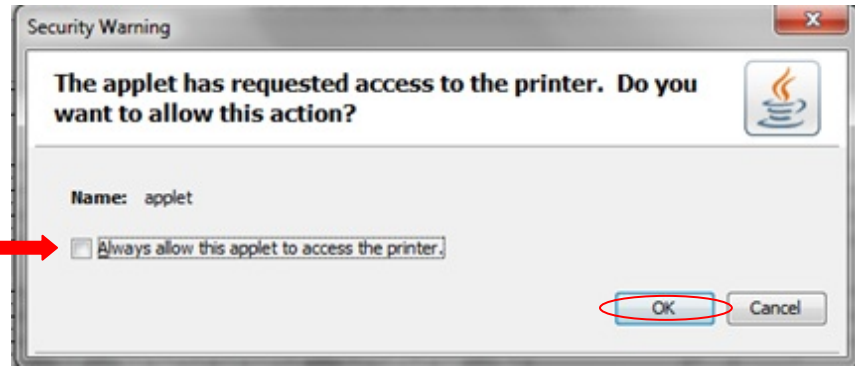 Security Warning
The applet has requested access to the printer. Do you
want to allow this action?
Name: applet
Always allow this applet to access the printer.
OK Cancel